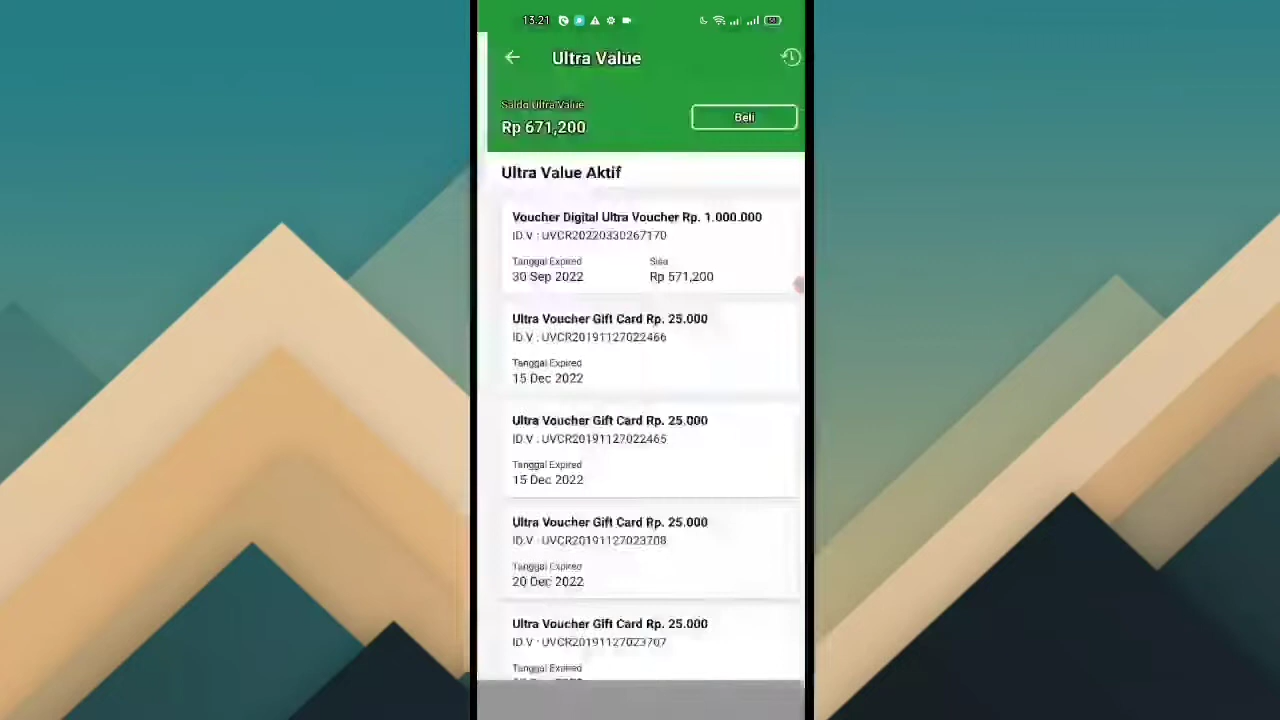 13.21
Ultra Value
Saldo Ultra Value
Rp 671,200
Beli
Ultra Value Aktif
Voucher Digital Ultra Voucher Rp. 1.000.000
ID.V : UVCR20220330267170
Tanggal Expired
Sisa
30 Sep 2022
Rp 571,200
Ultra Voucher Gift Card Rp. 25.000
ID.V : UVCR20191127022466
Tanggal Expired
15 Dec 2022
Ultra Voucher Gift Card Rp. 25.000
ID.V : UVCR20191127022465
Tanggal Expired
15 Dec 2022
Ultra Voucher Gift Card Rp. 25.000
ID.V : UVCR20191127023708
Tanggal Expired
20 Dec 2022
Ultra Voucher Gift Card Rp. 25.000
ID.V : UVCR20191127023707
Tanggal Expired